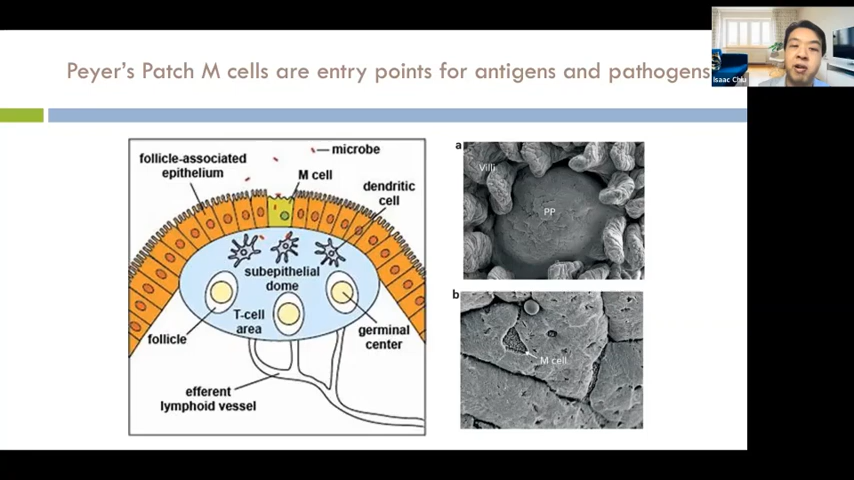 Peyer's Patch M cells are entry points for antigens and pathogens
Isaac Chiu
follicle-associated
epithelium
microbe
M cell
dendritic
cell
subepithelial
dome
T-cell
area
follicle
germinal
center
efferent
lymphoid vessel
a
Villi
PP
b
M cell